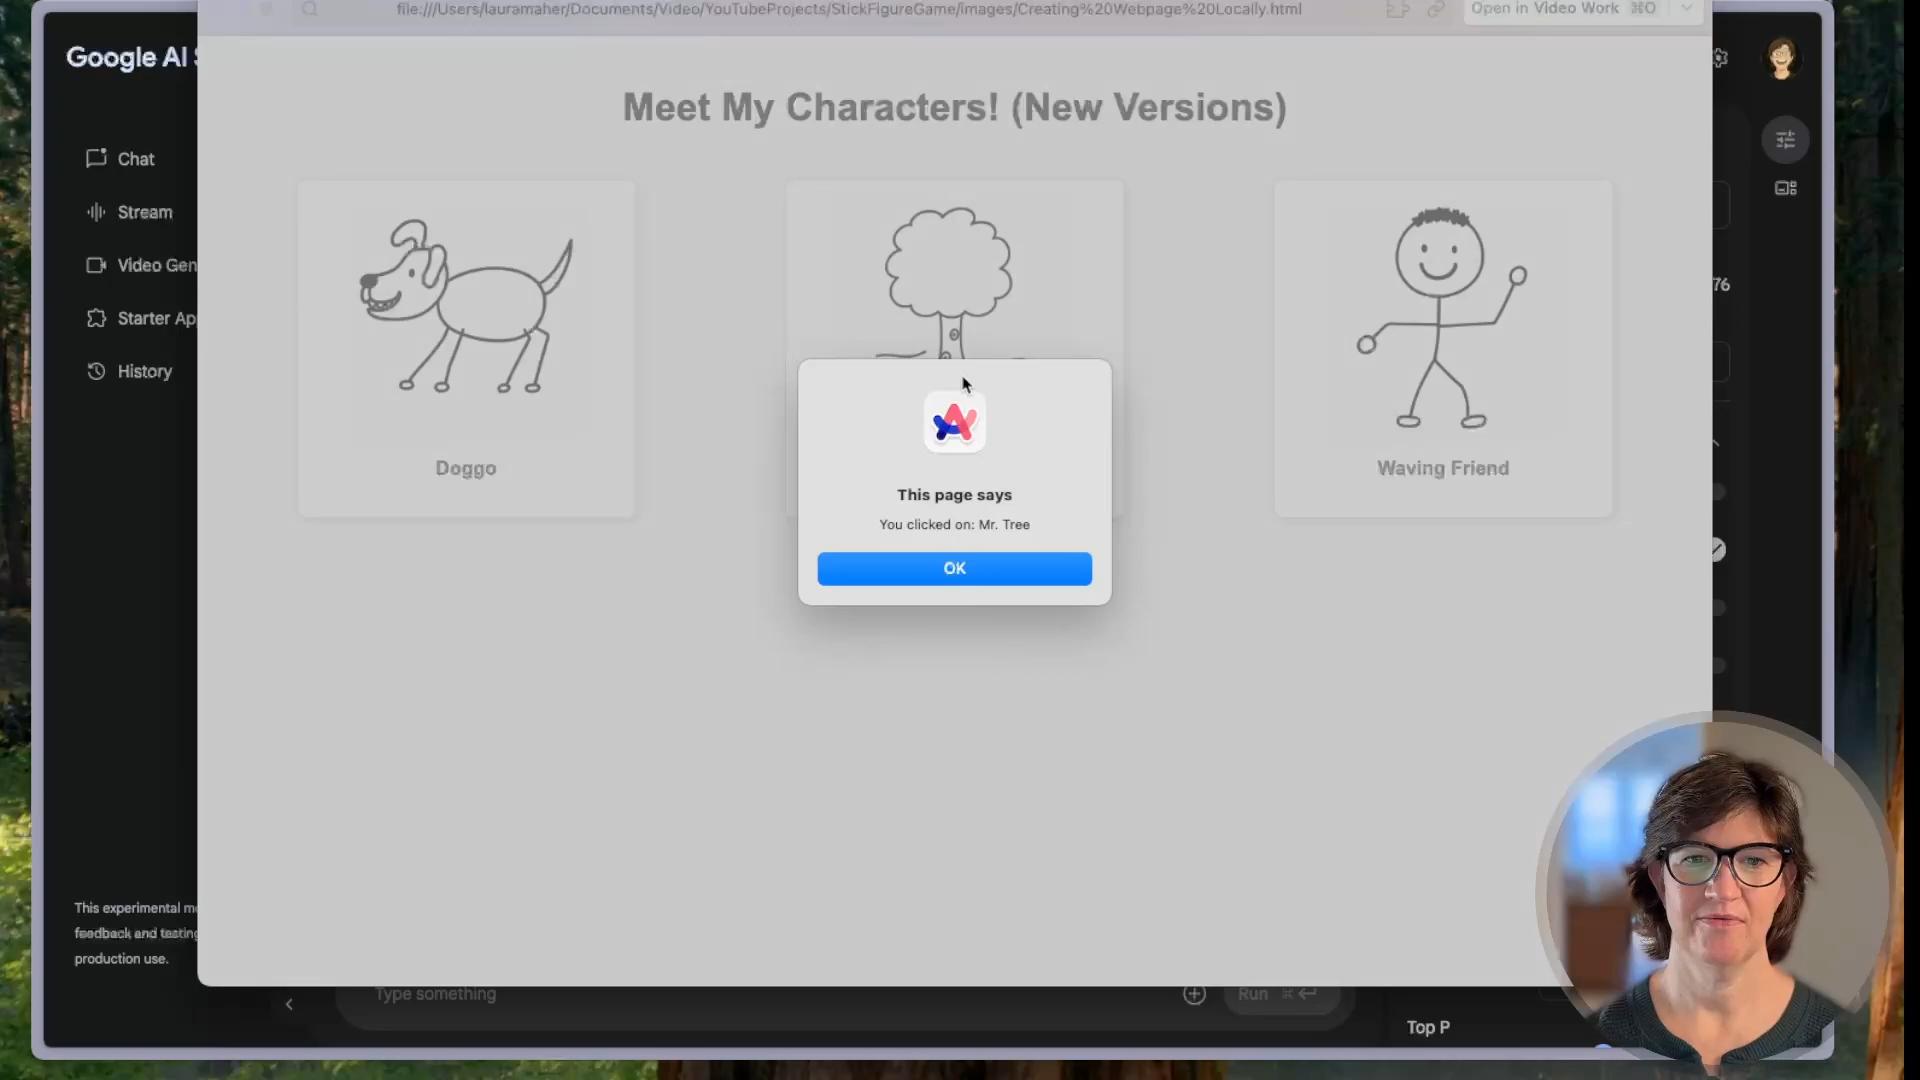 file:///Users/lauramaher/Documents/Video/YouTubeProjects/StickFigureGame/images/Creating%20Webpage%20Locally.html
Open in Video Work ⌘O
Google AI
Meet My Characters! (New Versions)
Chat
Stream
Video Gen
Starter Ap
History
76
Doggo
Waving Friend
This page says
You clicked on: Mr. Tree
OK
This experimental m
feedback and testing
production use.
Type something
Run ⌘↩
Top P